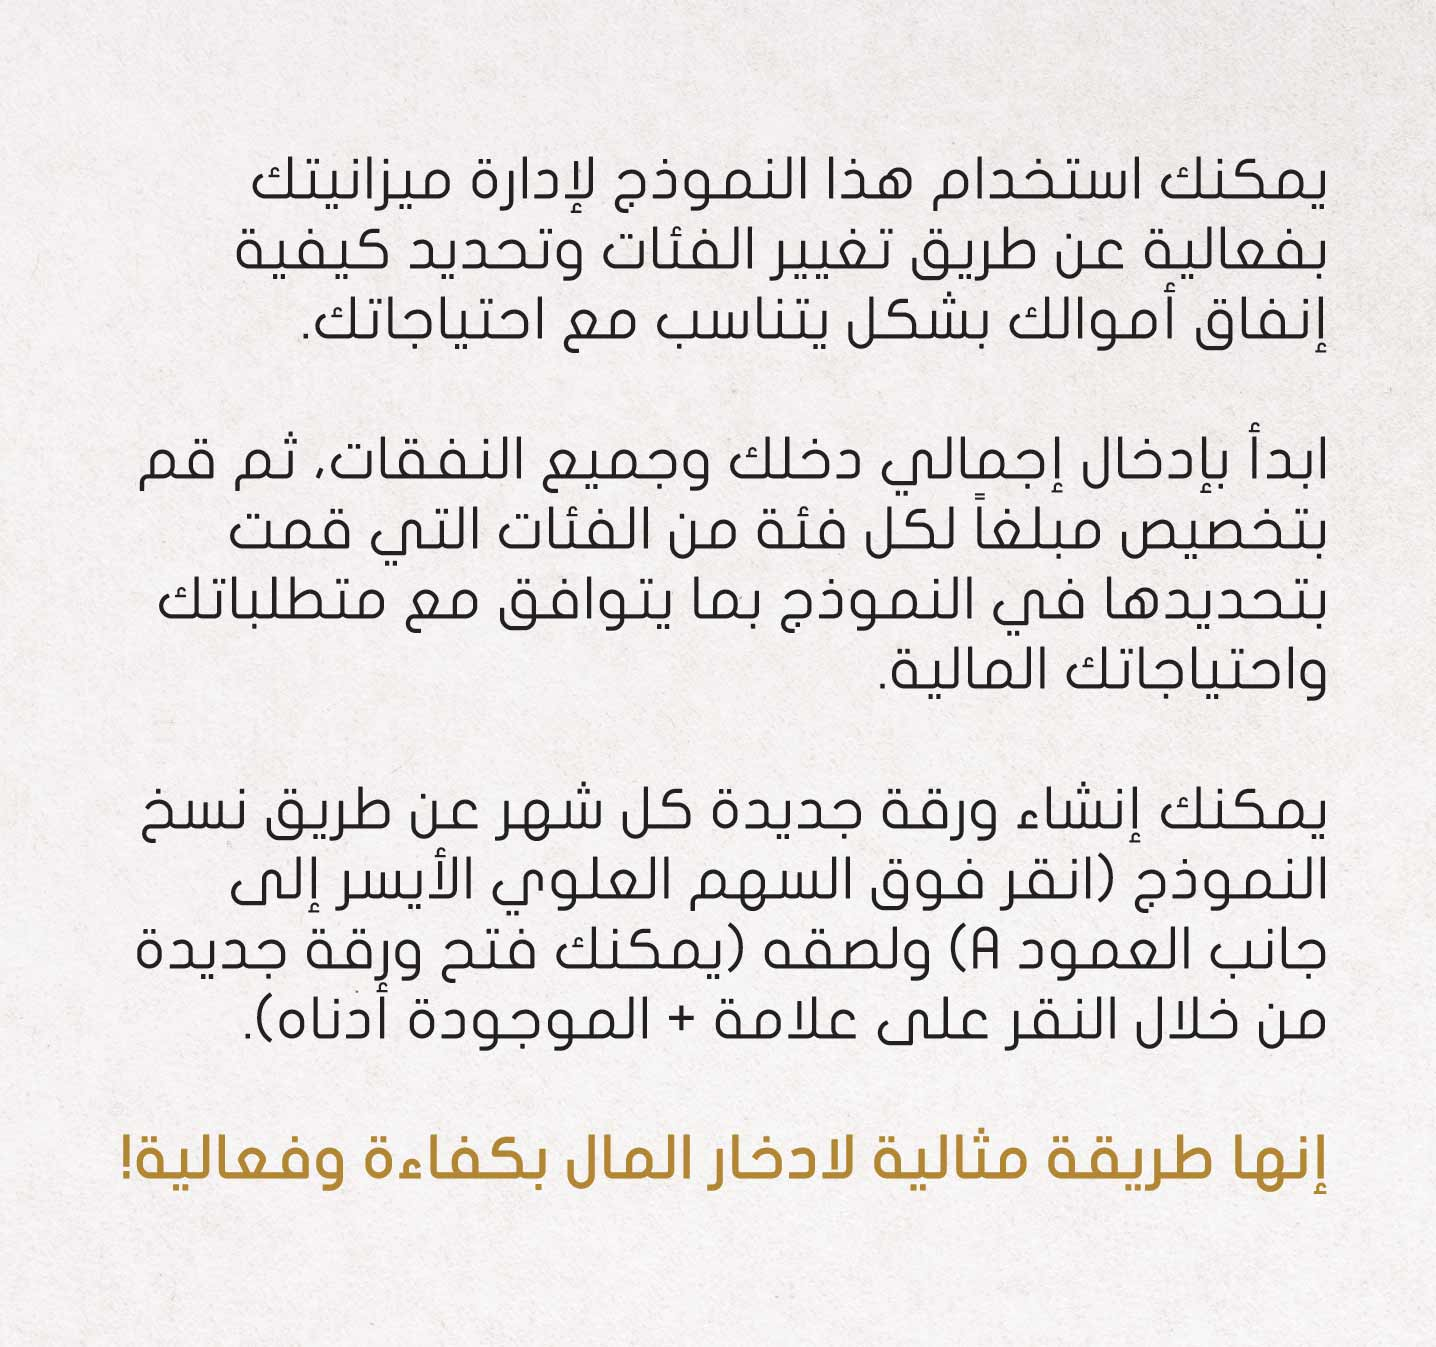 يمكنك استخدام هذا النموذج لإدارة ميزانيتك
بفعالية عن طريق تغيير الفئات وتحديد كيفية
إنفاق أموالك بشكل يتناسب مع احتياجاتك.
ابدأ بإدخال إجمالي دخلك وجميع النفقات، ثم قم
بتخصيص مبلغاً لكل فئة من الفئات التي قمت
بتحديدها في النموذج بما يتوافق مع متطلباتك
واحتياجاتك المالية.
يمكنك إنشاء ورقة جديدة كل شهر عن طريق نسخ
النموذج (انقر فوق السهم العلوي الأيسر إلى
جانب العمود A) ولصقه (يمكنك فتح ورقة جديدة
من خلال النقر على علامة + الموجودة أدناه).
إنها طريقة مثالية لادخار المال بكفاءة وفعالية!